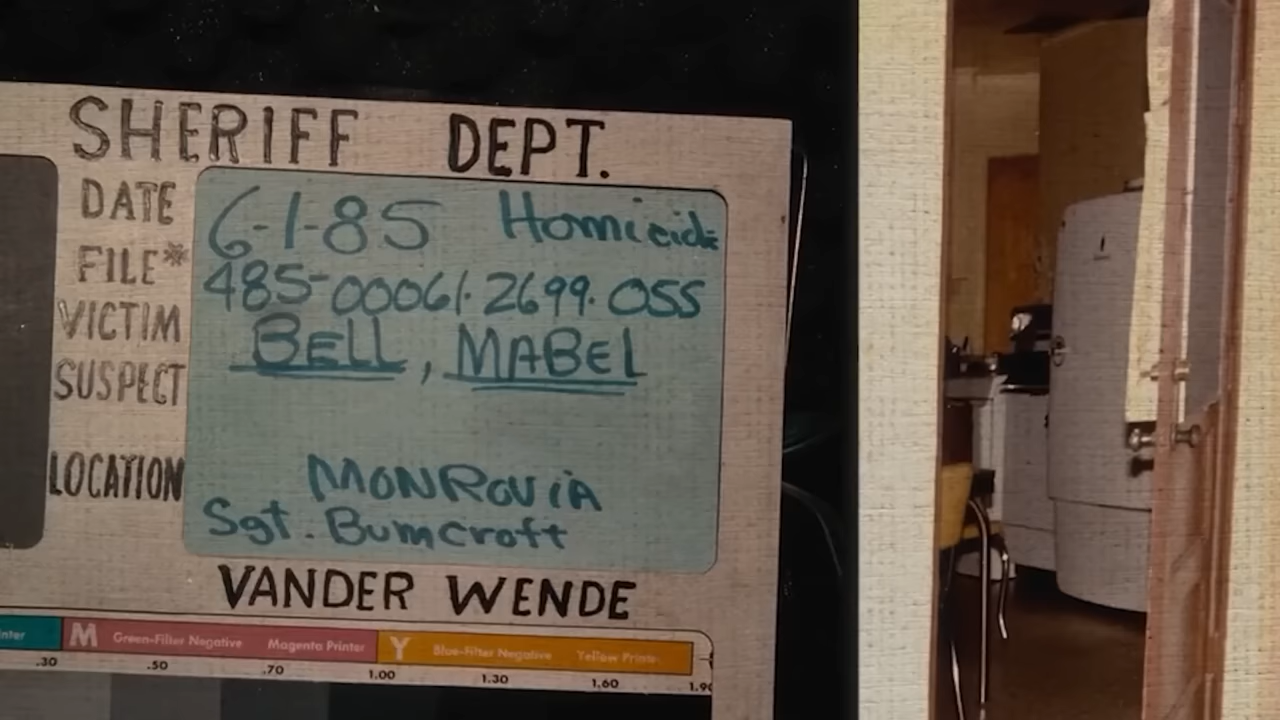 SHERIFF DEPT.
DATE 6-1-85 Homicide
FILE* 485-00061.2699.055
VICTIM BELL, MABEL
SUSPECT
LOCATION MONROVIA
Sgt. Bumcroft
VANDER WENDE
M Green-Filter Negative Magenta Printer Y Blue-Filter Negative Yellow Printer
.30 .50 .70 1.00 1.30 1.60 1.90